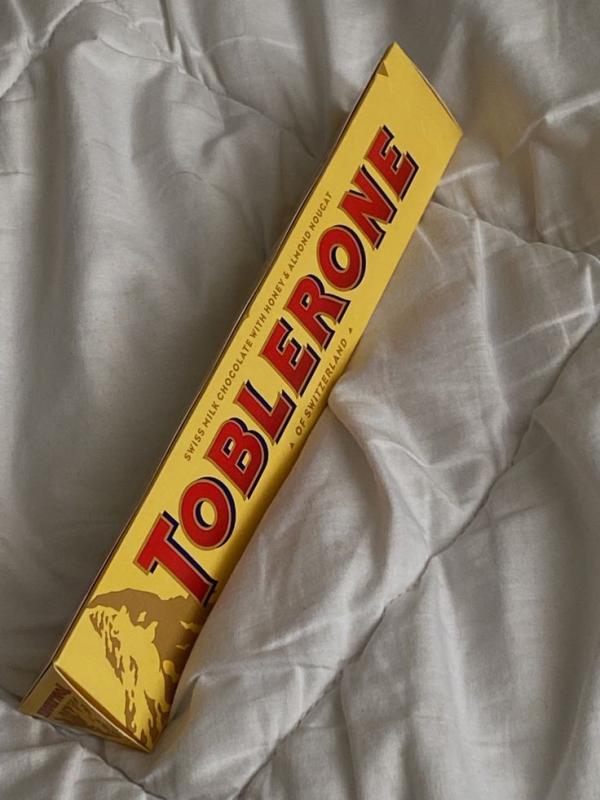 SWISS MILK CHOCOLATE WITH HONEY & ALMOND NOUGAT
TOBLERONE
OF SWITZERLAND